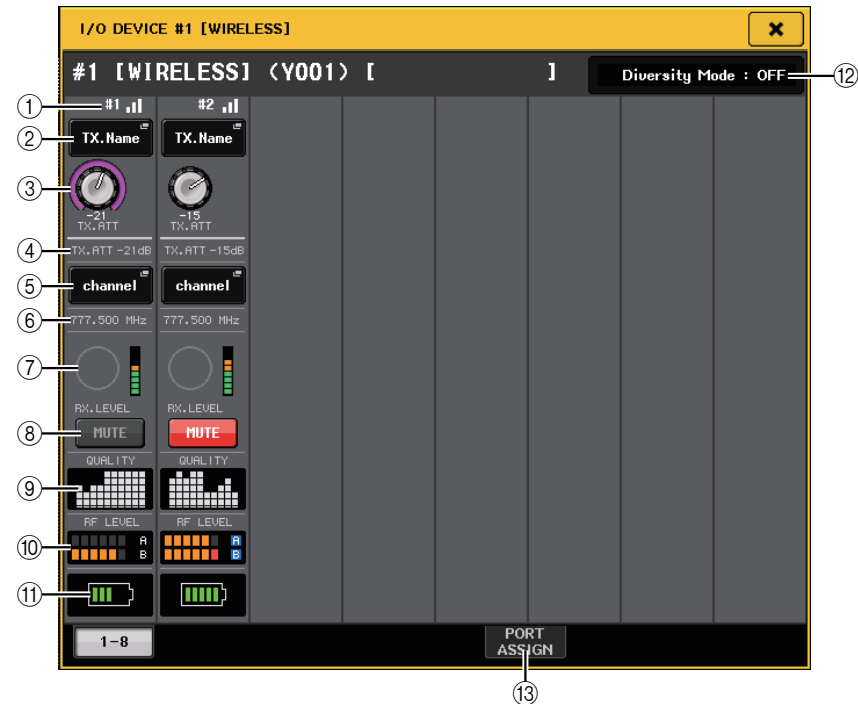 I/O DEVICE #1 [WIRELESS]
#1 [WIRELESS] (Y001) [ ]
Diversity Mode : OFF
⑫
① #1 #2
② TX.Name TX.Name
③
-21 -15
TX.ATT TX.ATT
④ TX.ATT -21dB TX.ATT -15dB
⑤ channel channel
⑥ 777.500 MHz 777.500 MHz
⑦
RX.LEVEL RX.LEVEL
⑧ MUTE MUTE
QUALITY QUALITY
⑨
RF LEVEL RF LEVEL
⑩ A A
B B
⑪
1-8
PORT ASSIGN
⑬